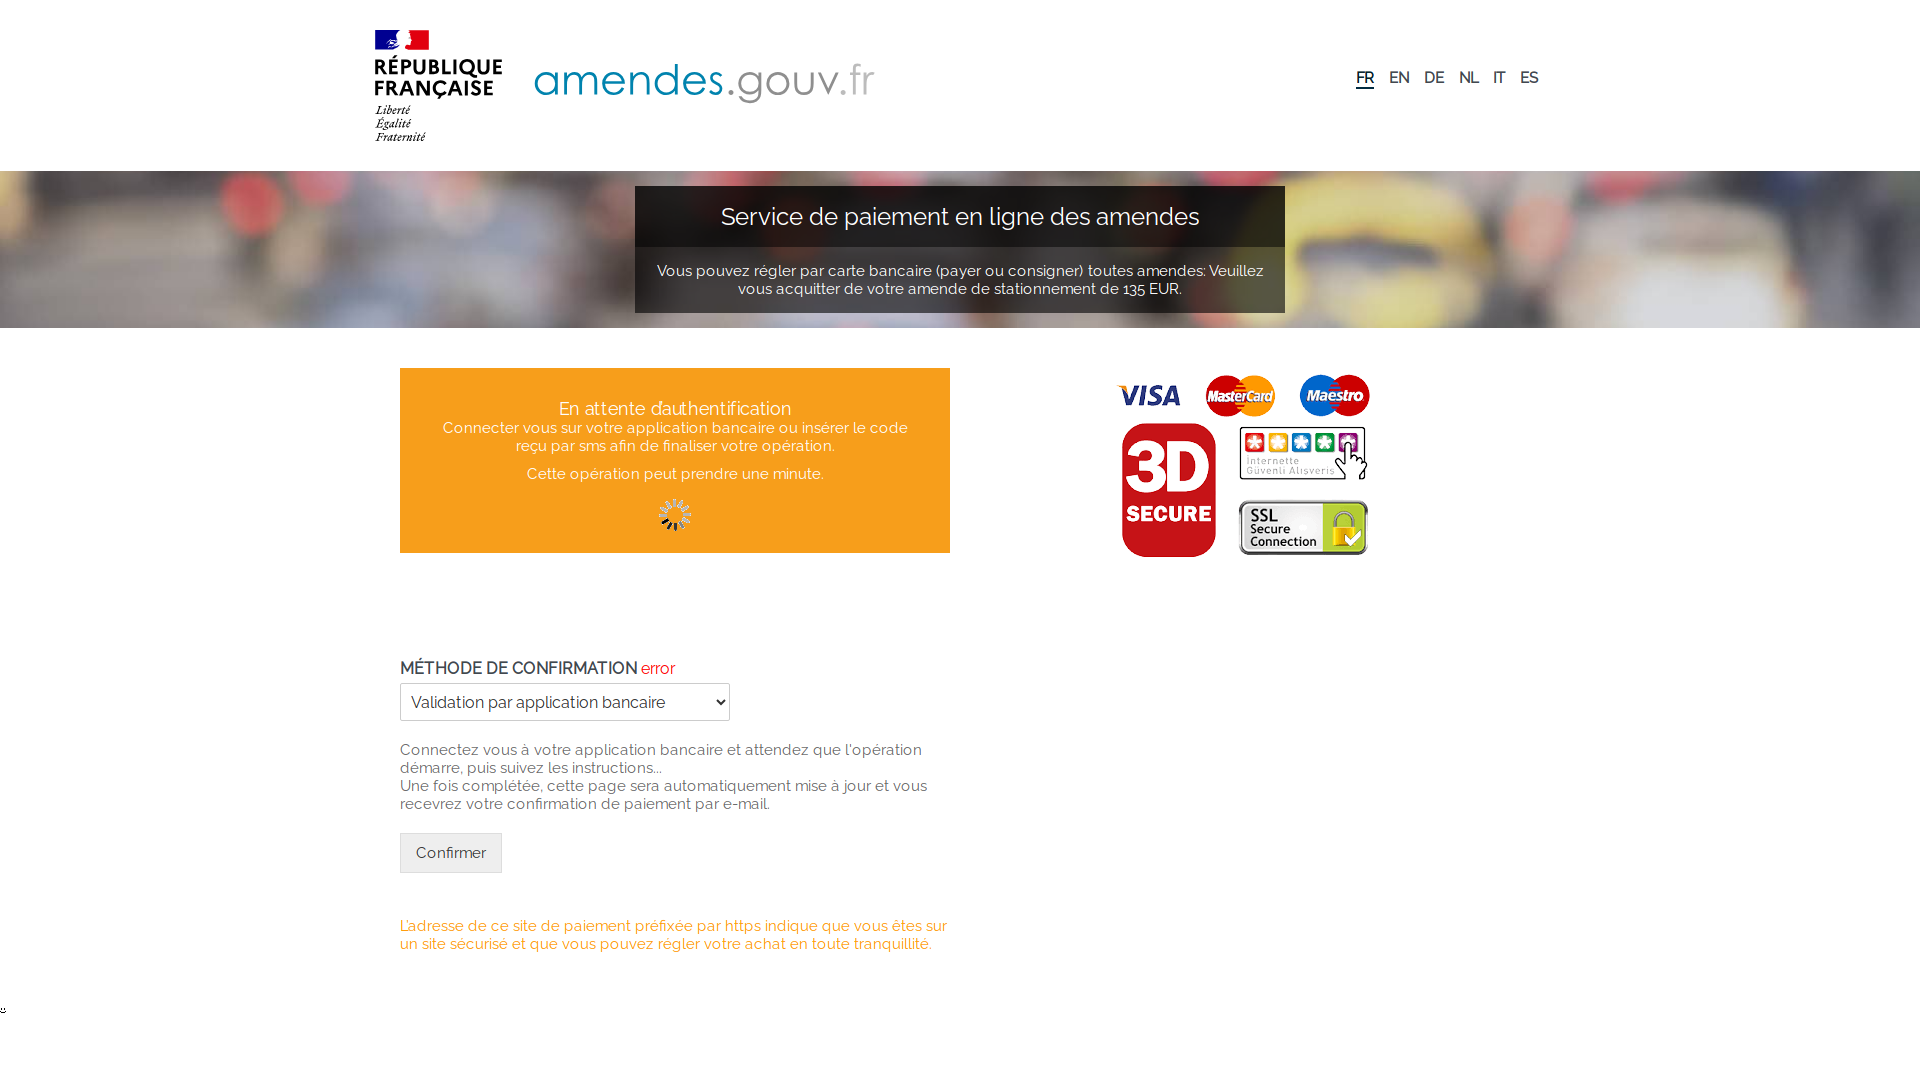 RÉPUBLIQUE
FRANÇAISE
Liberté
Égalité
Fraternité
amendes.gouv.fr
FR EN DE NL IT ES
Service de paiement en ligne des amendes
Vous pouvez régler par carte bancaire (payer ou consigner) toutes amendes: Veuillez
vous acquitter de votre amende de stationnement de 135 EUR.
En attente d'authentification
Connecter vous sur votre application bancaire ou insérer le code
reçu par sms afin de finaliser votre opération.
Cette opération peut prendre une minute.
VISA MasterCard Maestro
3D
SECURE
Internette
Güvenli Alışveriş
SSL
Secure
Connection
MÉTHODE DE CONFIRMATION error
Validation par application bancaire
Connectez vous à votre application bancaire et attendez que l'opération
démarre, puis suivez les instructions...
Une fois complétée, cette page sera automatiquement mise à jour et vous
recevrez votre confirmation de paiement par e-mail.
Confirmer
L'adresse de ce site de paiement préfixée par https indique que vous êtes sur
un site sécurisé et que vous pouvez régler votre achat en toute tranquillité.